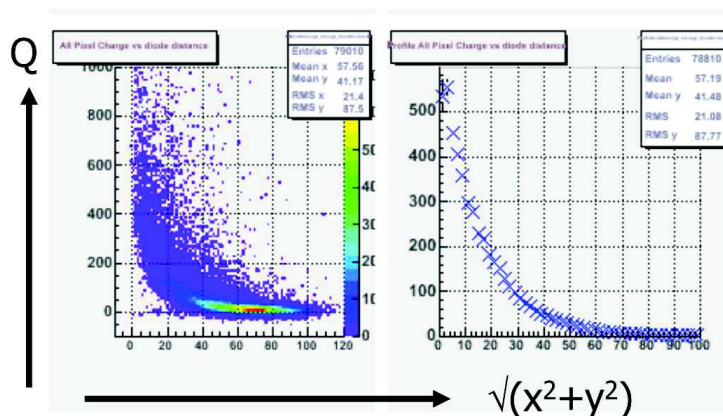 Q
All Pixel Charge vs diode distance
Entries 79010
Mean x 57.56
Mean y 41.17
RMS x 21.4
RMS y 87.5
1000
800
600
400
200
0
0 20 40 60 80 100 120
50
40
30
20
10
0
Profile All Pixel Charge vs diode distance
Entries 78810
Mean 57.19
Mean y 41.48
RMS 21.08
RMS y 87.77
500
400
300
200
100
0
0 10 20 30 40 50 60 70 80 90 100
√(x²+y²)